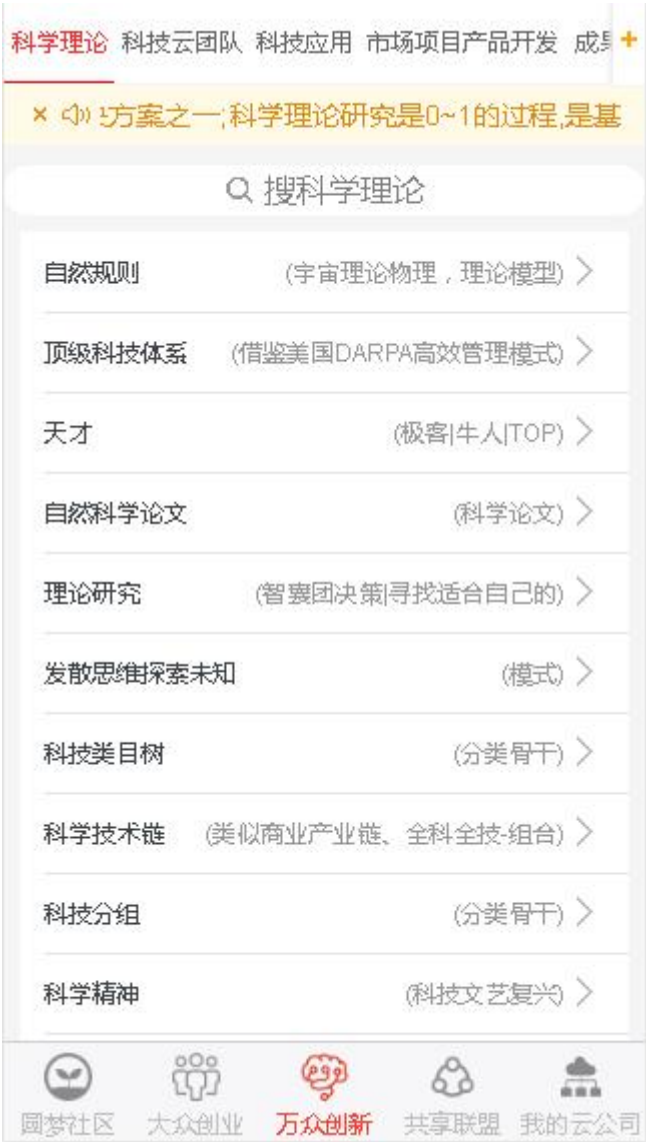 科学理论 科技云团队 科技应用 市场项目产品开发 成果 +
× 方案之一;科学理论研究是0~1的过程,是基
搜科学理论
自然规则 (宇宙理论物理，理论模型) >
顶级科技体系 (借鉴美国DARPA高效管理模式) >
天才 (极客|牛人|TOP) >
自然科学论文 (科学论文) >
理论研究 (智囊团决策|寻找适合自己的) >
发散思维探索未知 (模式) >
科技类目树 (分类骨干) >
科学技术链 (类似商业产业链、全科全技-组合) >
科技分组 (分类骨干) >
科学精神 (科技文艺复兴) >
圆梦社区 大众创业 万众创新 共享联盟 我的云公司